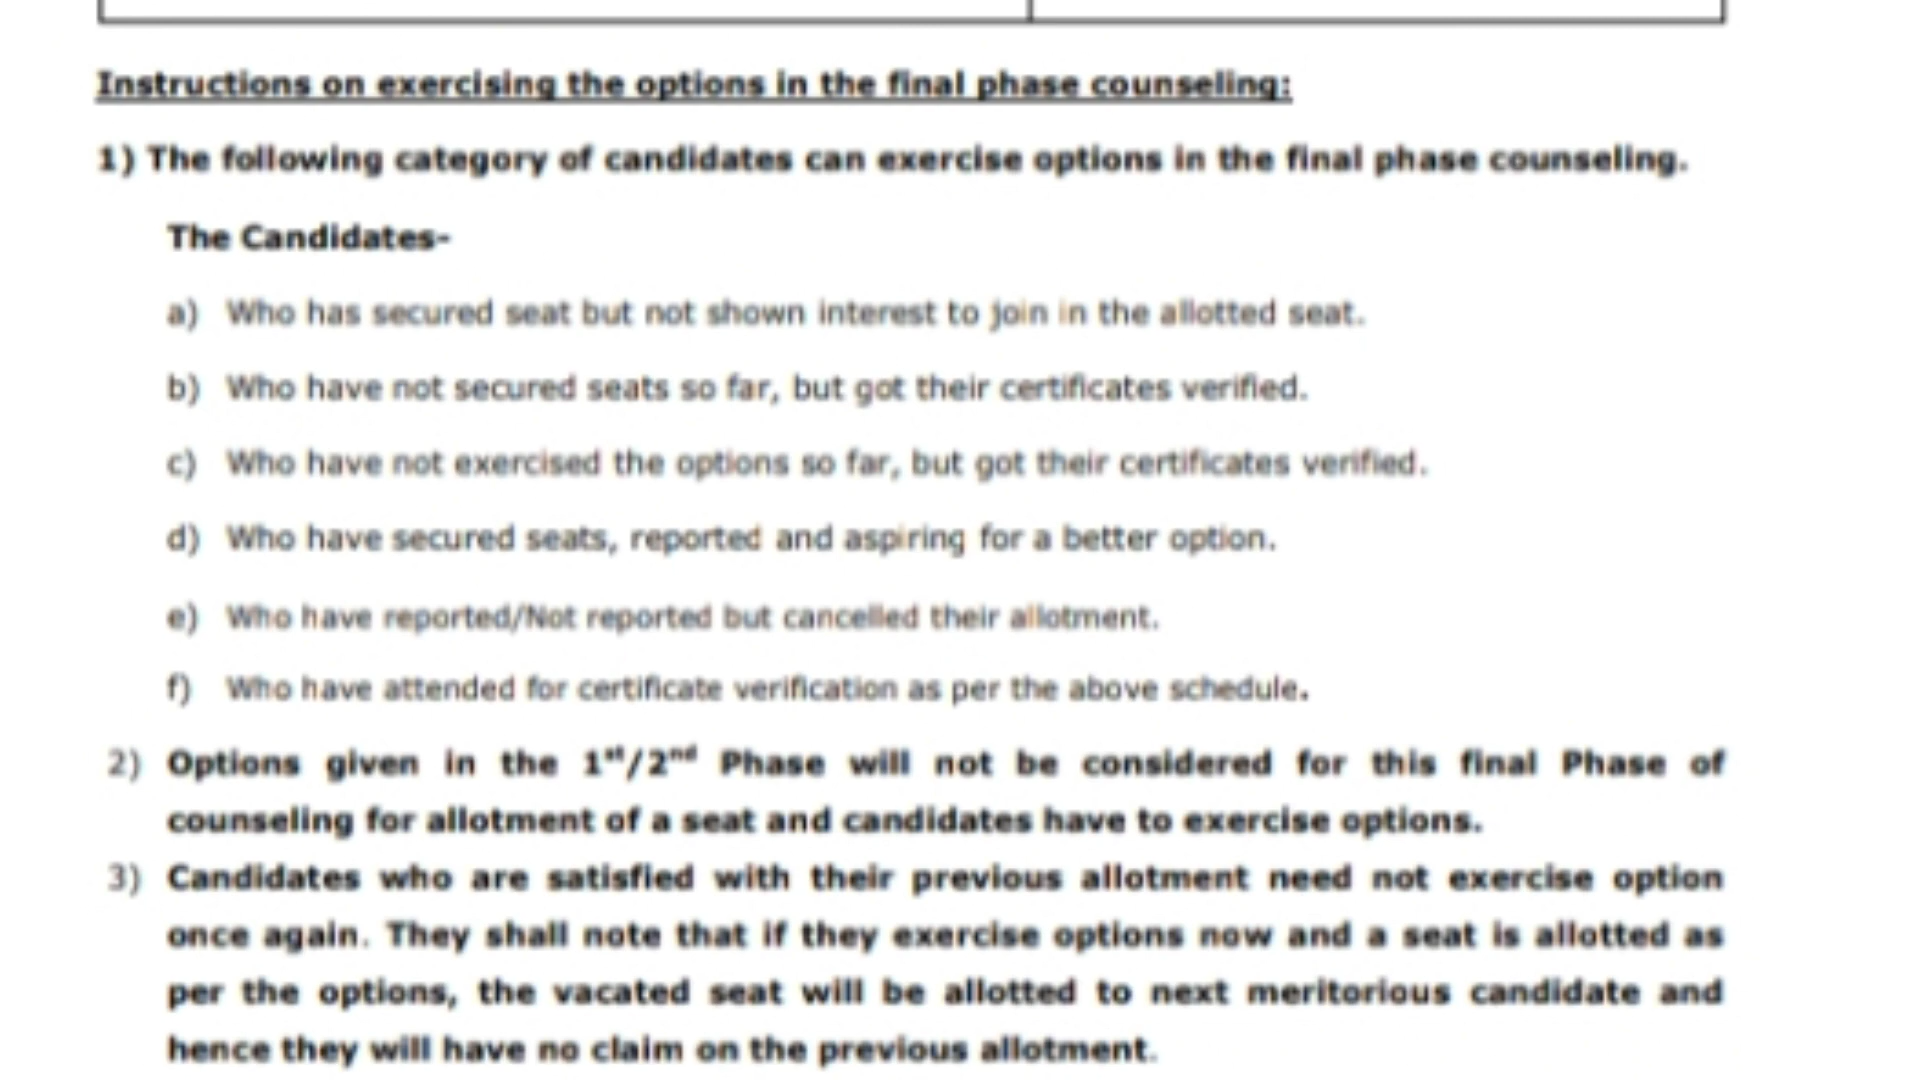 Instructions on exercising the options in the final phase counseling:
1) The following category of candidates can exercise options in the final phase counseling.
The Candidates-
a) Who has secured seat but not shown interest to join in the allotted seat.
b) Who have not secured seats so far, but got their certificates verified.
c) Who have not exercised the options so far, but got their certificates verified.
d) Who have secured seats, reported and aspiring for a better option.
e) Who have reported/Not reported but cancelled their allotment.
f) Who have attended for certificate verification as per the above schedule.
2) Options given in the 1st/2nd Phase will not be considered for this final Phase of
counseling for allotment of a seat and candidates have to exercise options.
3) Candidates who are satisfied with their previous allotment need not exercise option
once again. They shall note that if they exercise options now and a seat is allotted as
per the options, the vacated seat will be allotted to next meritorious candidate and
hence they will have no claim on the previous allotment.